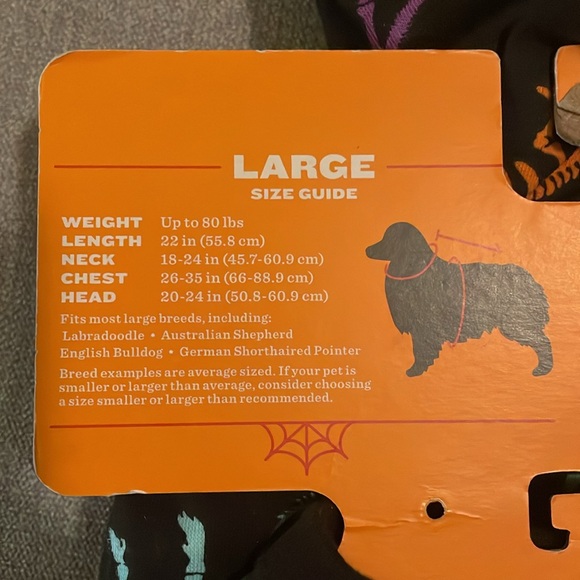 LARGE
SIZE GUIDE
WEIGHT Up to 80 lbs
LENGTH 22 in (55.8 cm)
NECK 18-24 in (45.7-60.9 cm)
CHEST 26-35 in (66-88.9 cm)
HEAD 20-24 in (50.8-60.9 cm)
Fits most large breeds, including:
Labradoodle • Australian Shepherd
English Bulldog • German Shorthaired Pointer
Breed examples are average sized. If your pet is
smaller or larger than average, consider choosing
a size smaller or larger than recommended.